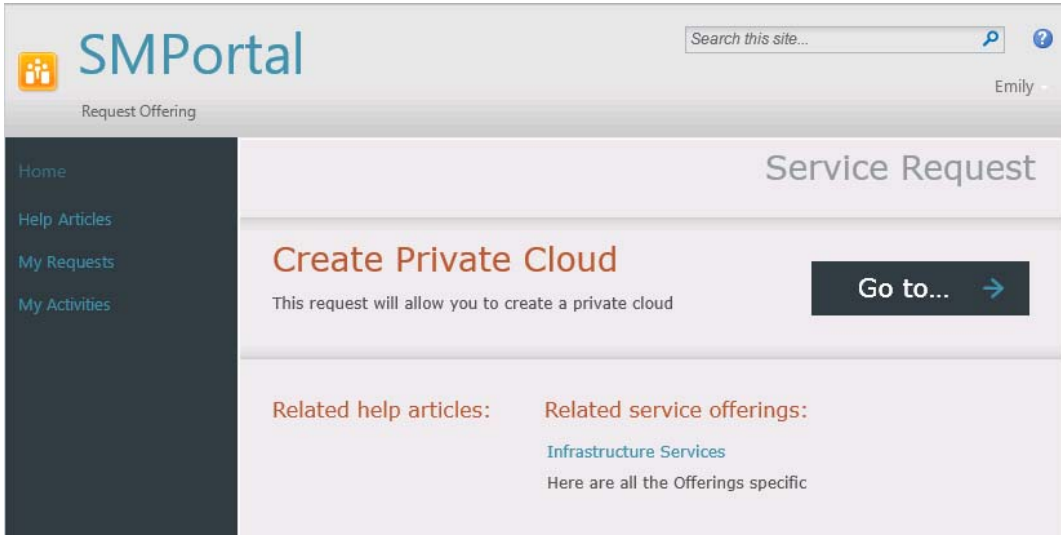 SMPortal
Search this site...
?
Emily
Request Offering
Home
Help Articles
My Requests
My Activities
Service Request
Create Private Cloud
This request will allow you to create a private cloud
Go to...
Related help articles:
Related service offerings:
Infrastructure Services
Here are all the Offerings specific